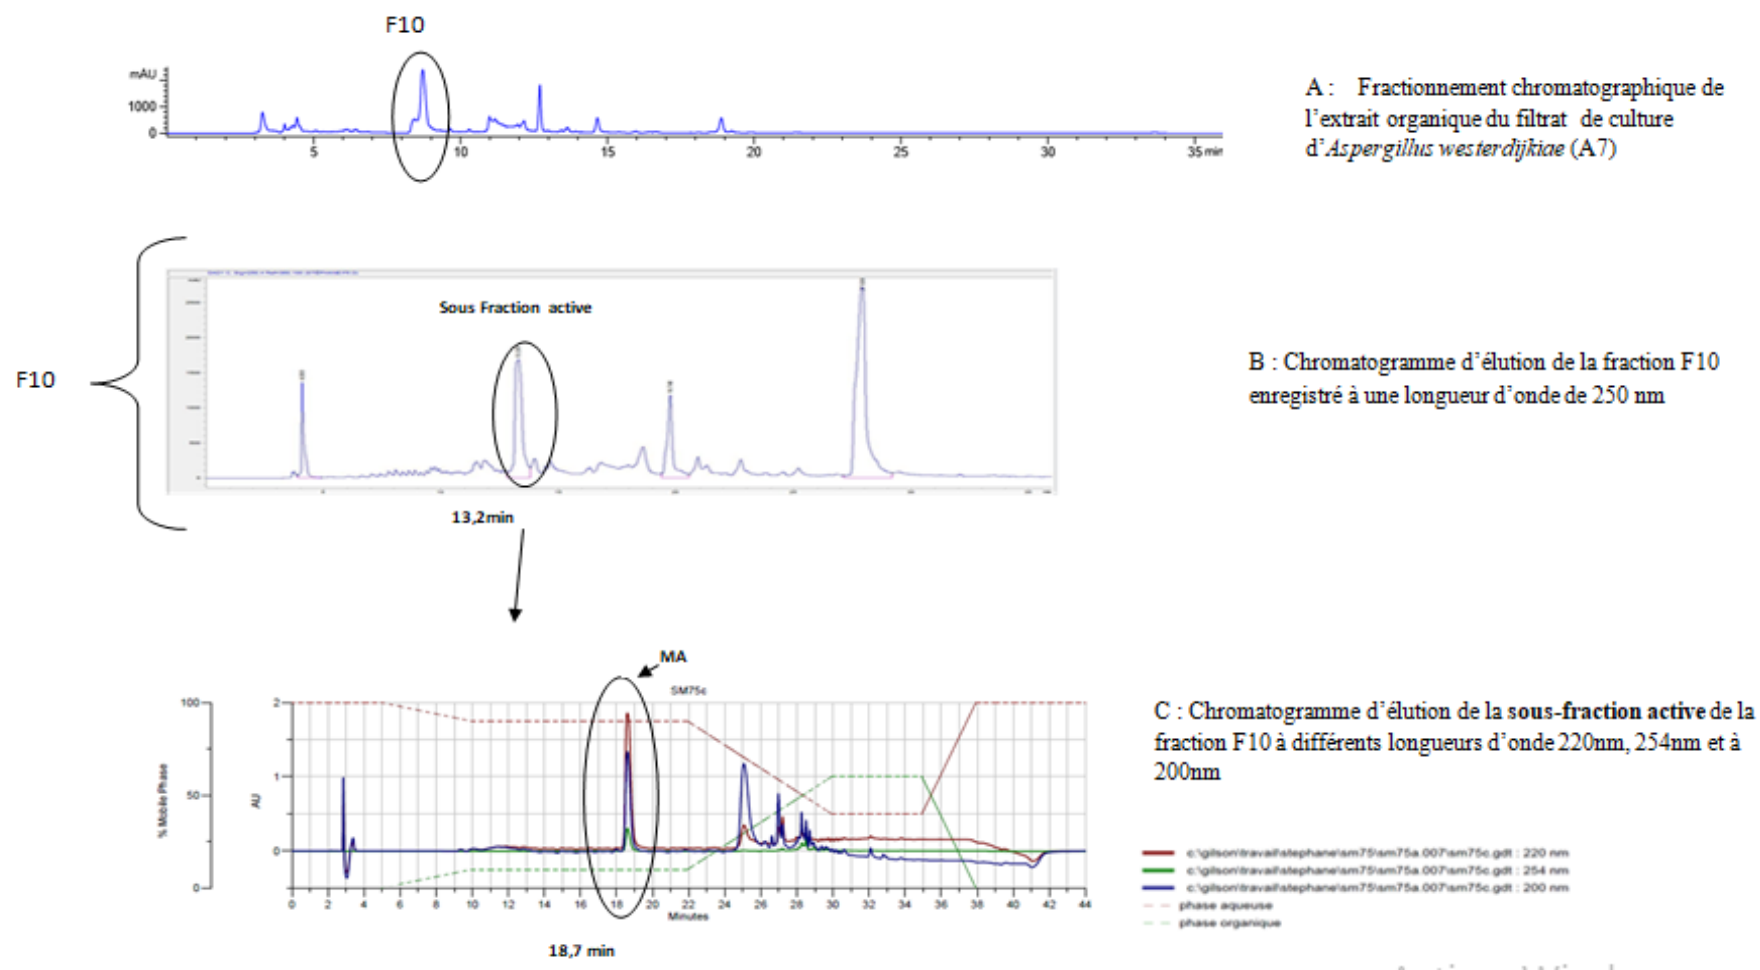 F10
mAU
1000
0
5
10
15
20
25
30
35 min
A : Fractionnement chromatographique de
l'extrait organique du filtrat de culture
d'Aspergillus westerdijkiae (A7)
F10
Sous Fraction active
13,2min
B : Chromatogramme d'élution de la fraction F10
enregistré à une longueur d'onde de 250 nm
MA
SM75c
100
50
0
% Mobile Phase
2
1
0
AU
0 2 4 6 8 10 12 14 16 18 20 22 24 26 28 30 32 34 36 38 40 42 44
Minutes
18,7 min
C : Chromatogramme d'élution de la sous-fraction active de la
fraction F10 à différents longueurs d'onde 220nm, 254nm et à
200nm
c:\gilson\travail\stephane\sm75\sm75a.007\sm75c.gdt : 220 nm
c:\gilson\travail\stephane\sm75\sm75a.007\sm75c.gdt : 254 nm
c:\gilson\travail\stephane\sm75\sm75a.007\sm75c.gdt : 200 nm
phase aqueuse
phase organique